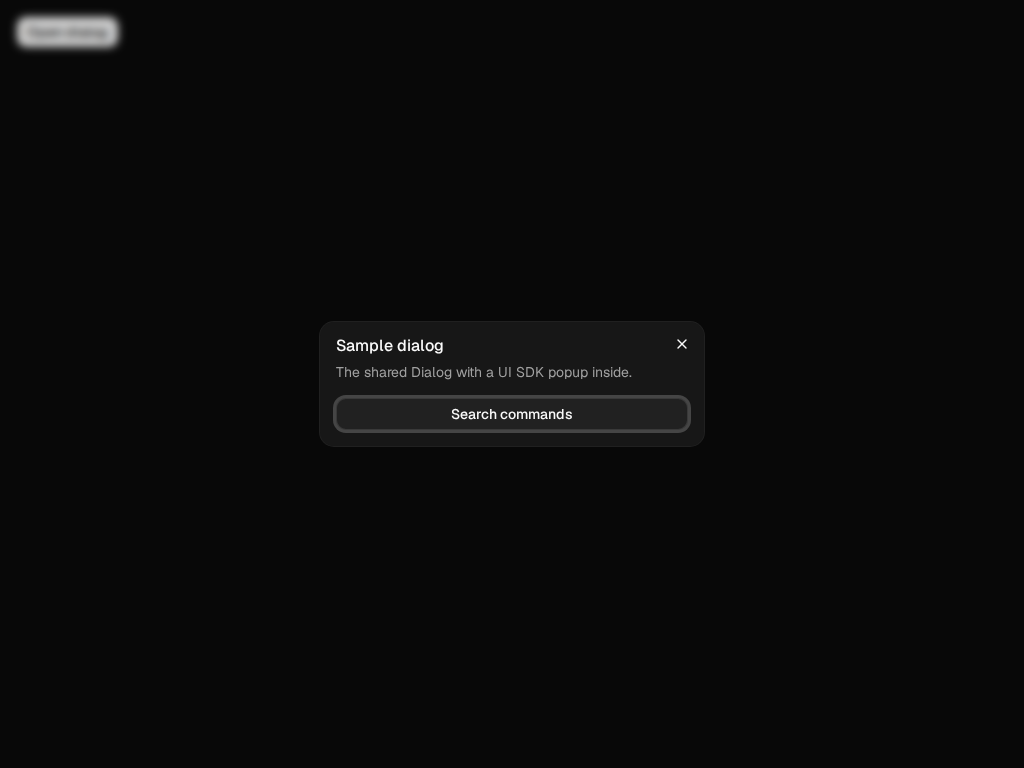 Sample dialog
The shared Dialog with a UI SDK popup inside.
Search commands